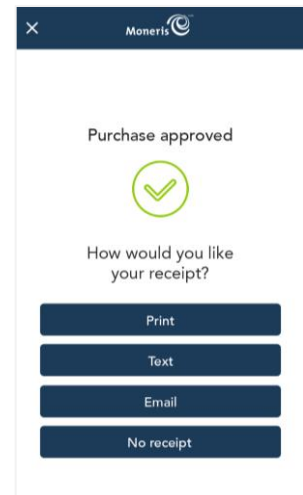 Moneris
Purchase approved
How would you like
your receipt?
Print
Text
Email
No receipt